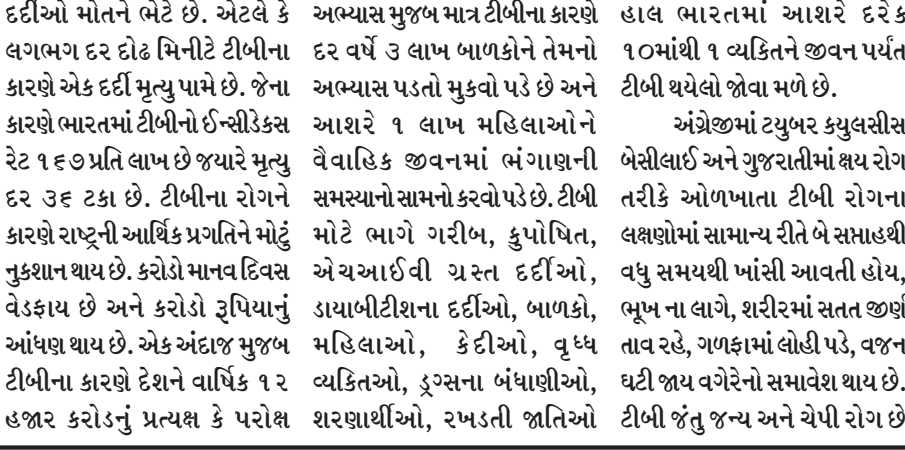 દર્દીઓ મોતને ભેટે છે. એટલે કે
લગભગ દર દોઢ મિનીટે ટીબીના
કારણે એક દર્દી મૃત્યુ પામે છે. જેના
કારણે ભારતમાં ટીબીનો ઈન્સીડેકસ
રેટ ૧૬૭ પ્રતિ લાખ છે જયારે મૃત્યુ
દર ૩૬ ટકા છે. ટીબીના રોગને
કારણે રાષ્ટ્રની આર્થિક પ્રગતિને મોટું
નુકશાન થાય છે. કરોડો માનવ દિવસ
વેડફાય છે અને કરોડો રૂપિયાનું
આંધણ થાય છે. એક અંદાજ મુજબ
ટીબીના કારણે દેશને વાર્ષિક ૧૨
હજાર કરોડનું પ્રત્યક્ષ કે પરોક્ષ
અભ્યાસ મુજબ માત્ર ટીબીના કારણે
દર વર્ષે ૩ લાખ બાળકોને તેમનો
અભ્યાસ પડતો મુકવો પડે છે અને
આશરે ૧ લાખ મહિલાઓને
વૈવાહિક જીવનમાં ભંગાણની
સમસ્યાનો સામનો કરવો પડે છે. ટીબી
મોટે ભાગે ગરીબ, કુપોષિત,
એચઆઈવી ગ્રસ્ત દર્દીઓ,
ડાયાબીટીશના દર્દીઓ, બાળકો,
મહિલાઓ, કેદીઓ, વૃધ્ધ
વ્યકિતઓ, ડ્રગ્સના બંધાણીઓ,
શરણાર્થીઓ, રખડતી જાતિઓ
હાલ ભારતમાં આશરે દરેક
૧૦માંથી ૧ વ્યકિતને જીવન પર્યંત
ટીબી થયેલો જોવા મળે છે.
અંગ્રેજીમાં ટયુબર કયુલસીસ
બેસીલાઈ અને ગુજરાતીમાં ક્ષય રોગ
તરીકે ઓળખાતા ટીબી રોગના
લક્ષણોમાં સામાન્ય રીતે બે સપ્તાહથી
વધુ સમયથી ખાંસી આવતી હોય,
ભૂખ ના લાગે, શરીરમાં સતત જીર્ણ
તાવ રહે, ગળફામાં લોહી પડે, વજન
ઘટી જાય વગેરેનો સમાવેશ થાય છે.
ટીબી જંતુ જન્ય અને ચેપી રોગ છે